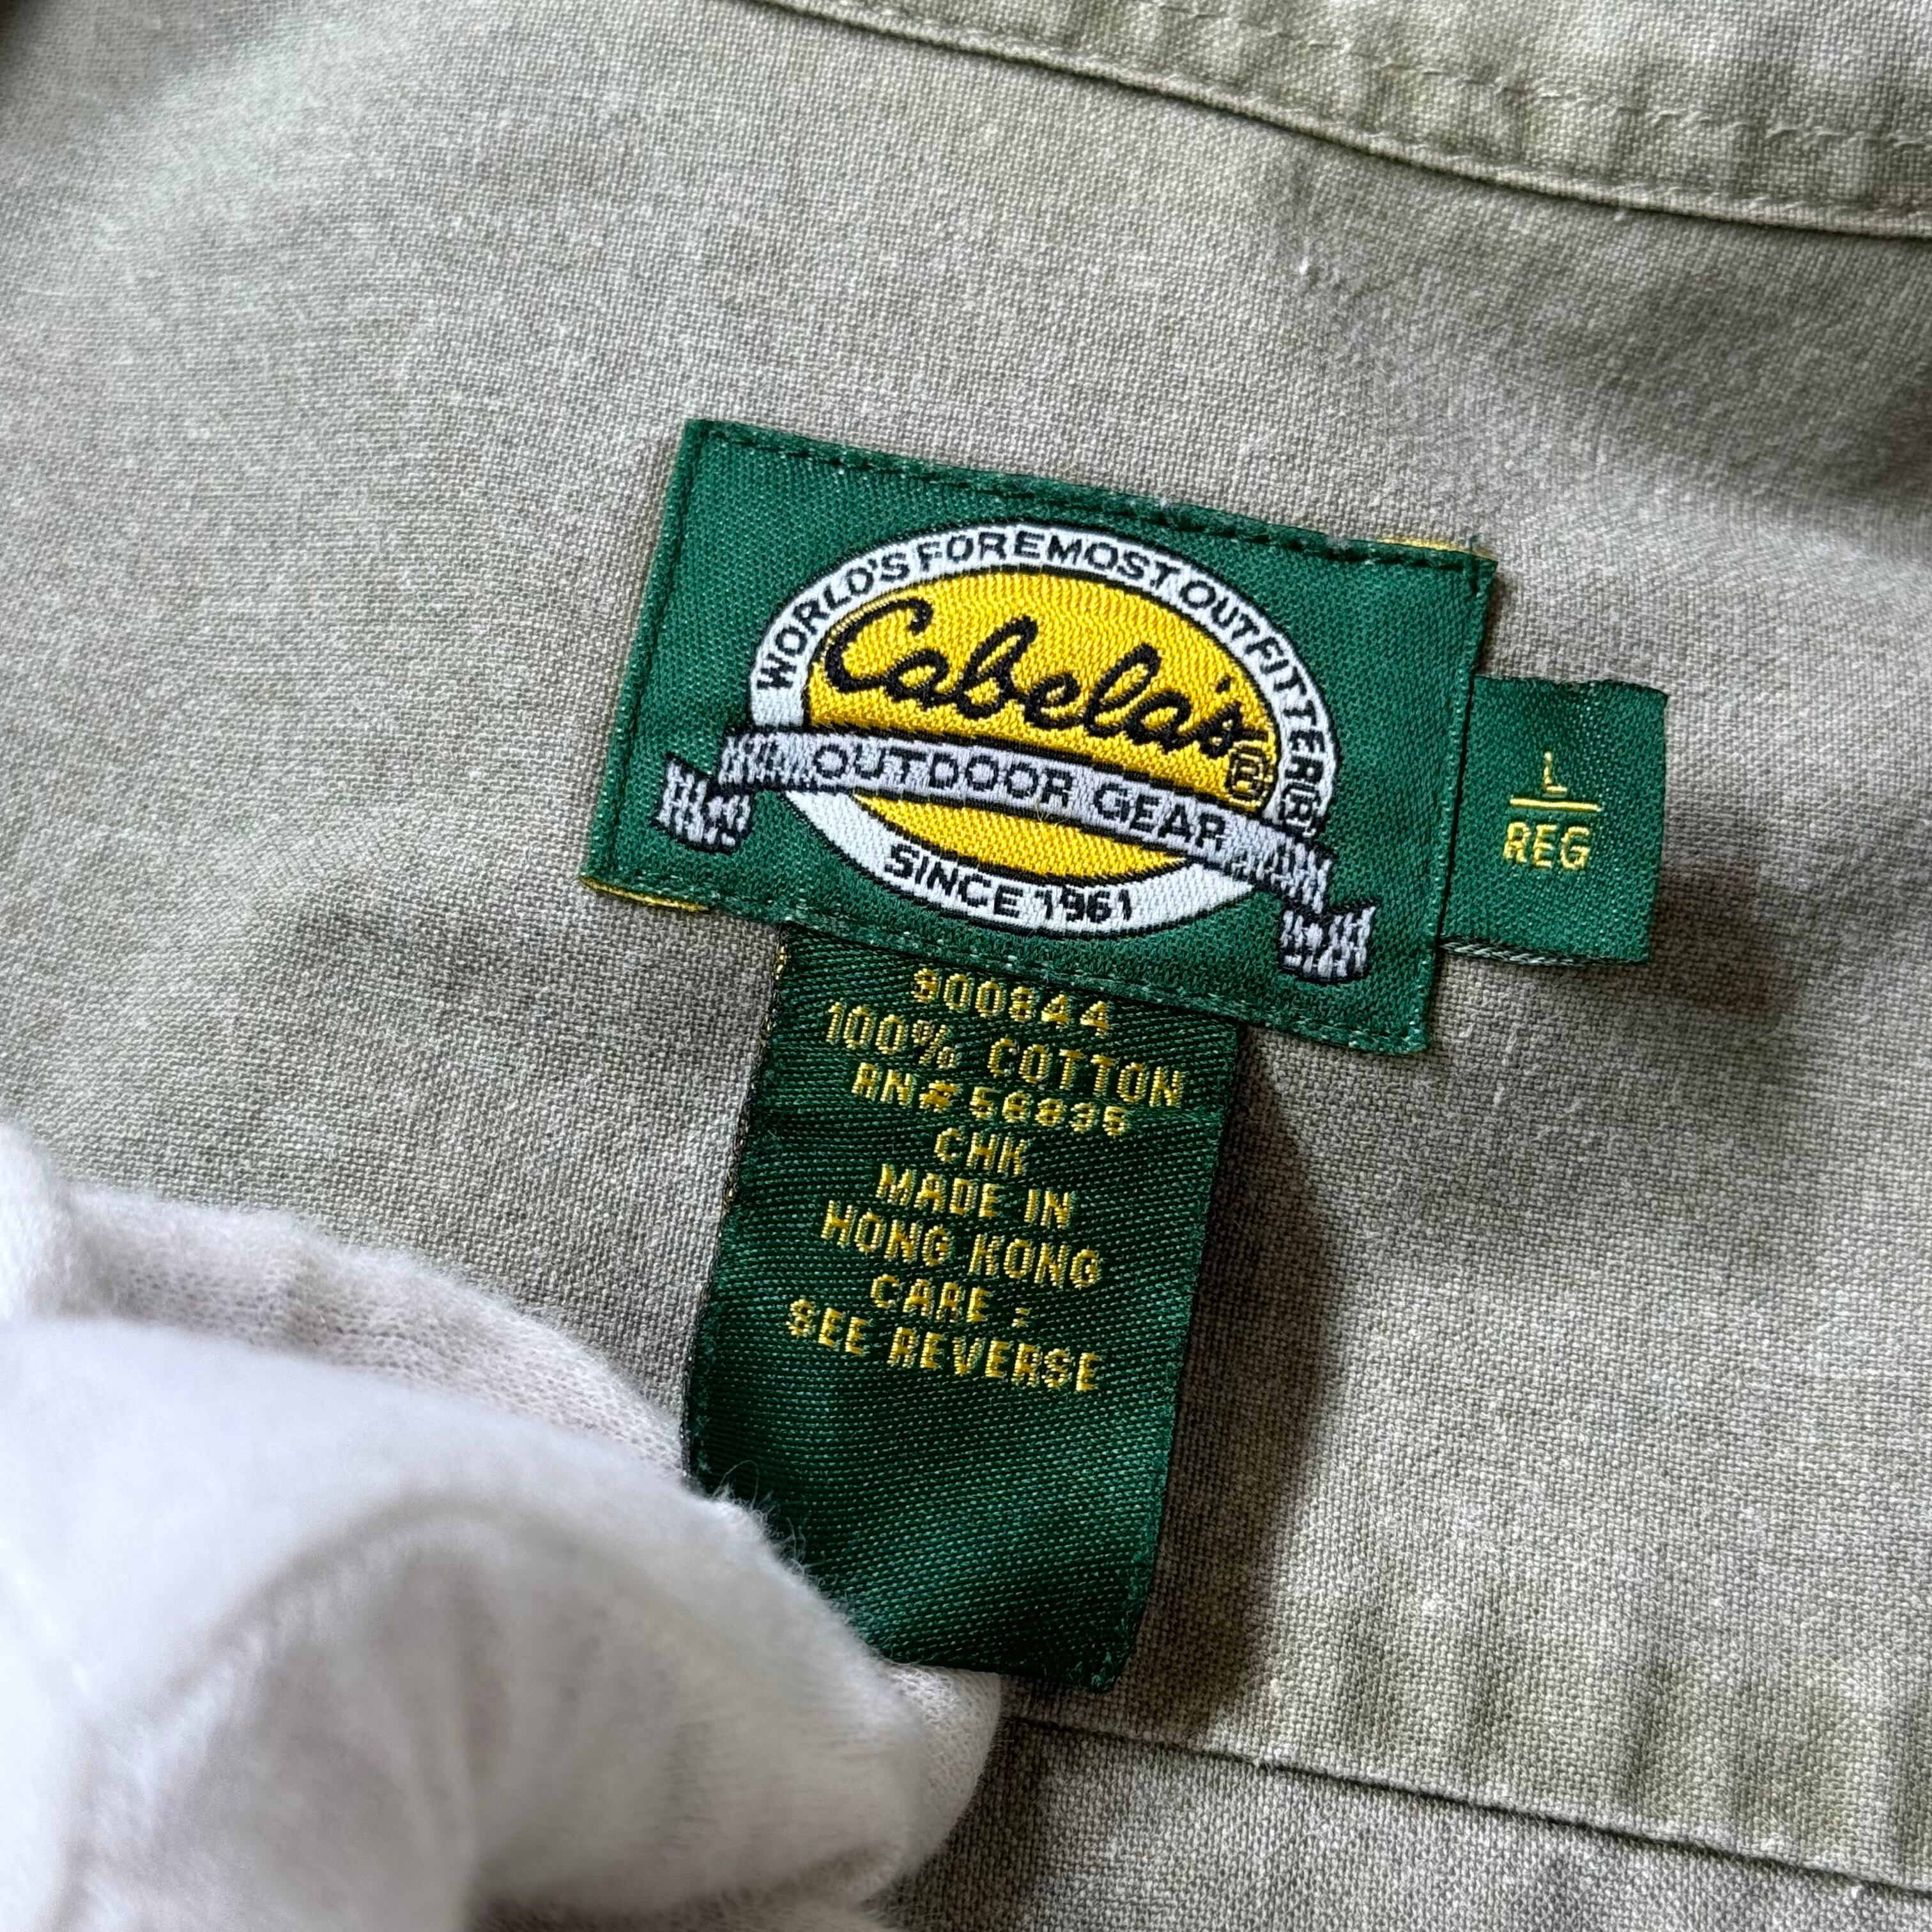 WORLD'S FOREMOST OUTFITTER®
Cabela's®
OUTDOOR GEAR
SINCE 1961
L
REG
900844
100% COTTON
RN#56835
CHK
MADE IN
HONG KONG
CARE :
SEE REVERSE